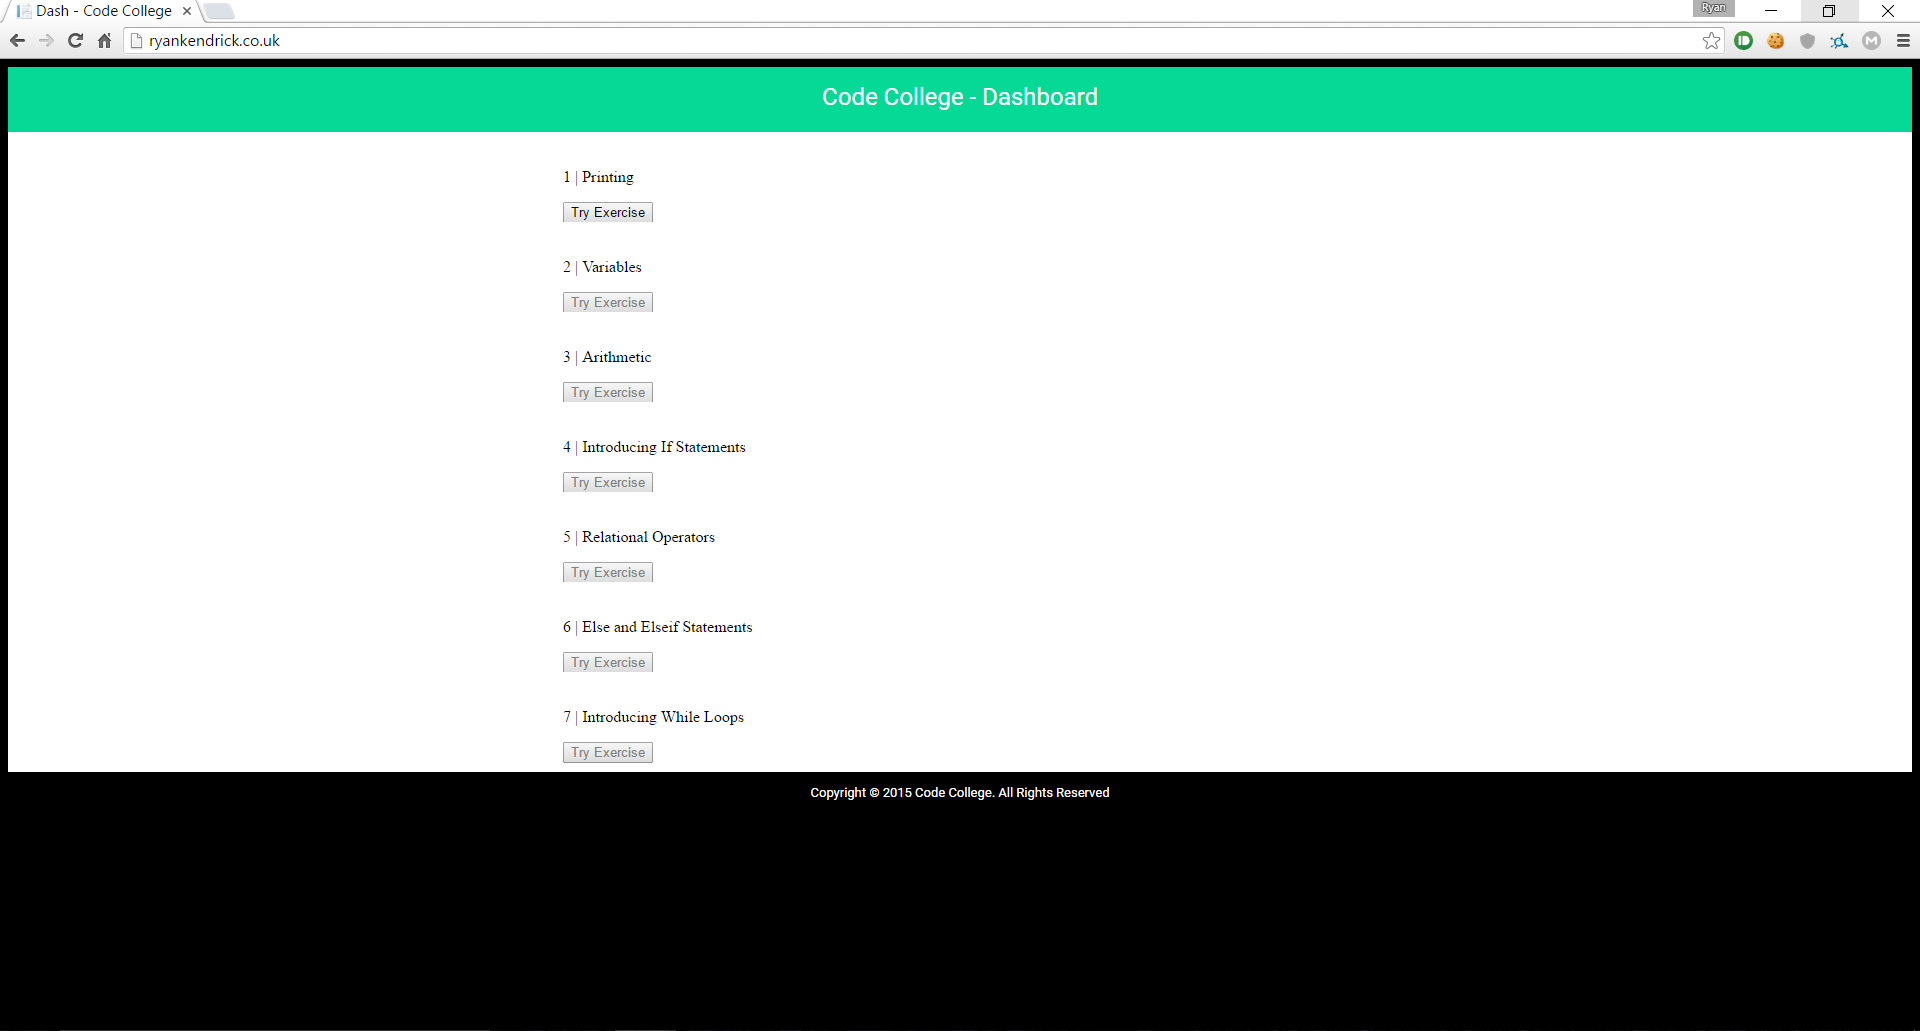 Dash - Code College
Ryan
ryankendrick.co.uk
Code College - Dashboard
1 | Printing
Try Exercise
2 | Variables
Try Exercise
3 | Arithmetic
Try Exercise
4 | Introducing If Statements
Try Exercise
5 | Relational Operators
Try Exercise
6 | Else and Elseif Statements
Try Exercise
7 | Introducing While Loops
Try Exercise
Copyright © 2015 Code College. All Rights Reserved